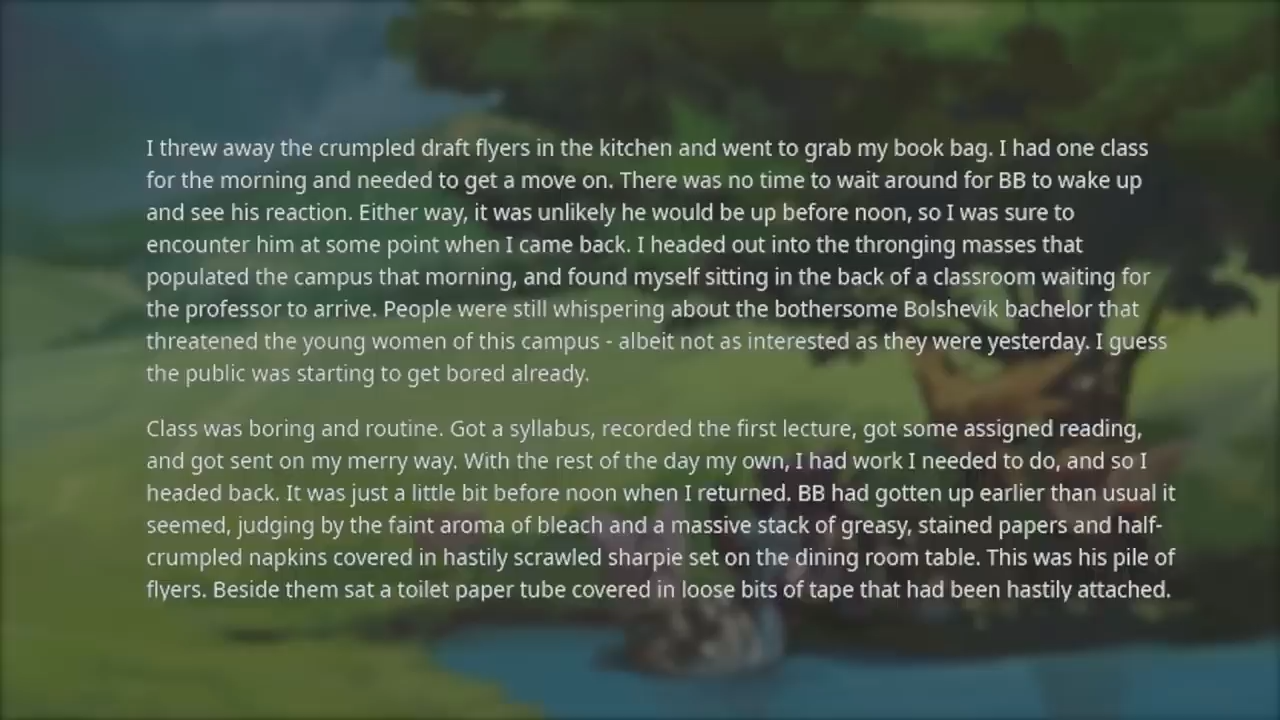 I threw away the crumpled draft flyers in the kitchen and went to grab my book bag. I had one class
for the morning and needed to get a move on. There was no time to wait around for BB to wake up
and see his reaction. Either way, it was unlikely he would be up before noon, so I was sure to
encounter him at some point when I came back. I headed out into the thronging masses that
populated the campus that morning, and found myself sitting in the back of a classroom waiting for
the professor to arrive. People were still whispering about the bothersome Bolshevik bachelor that
threatened the young women of this campus - albeit not as interested as they were yesterday. I guess
the public was starting to get bored already.
Class was boring and routine. Got a syllabus, recorded the first lecture, got some assigned reading,
and got sent on my merry way. With the rest of the day my own, I had work I needed to do, and so I
headed back. It was just a little bit before noon when I returned. BB had gotten up earlier than usual it
seemed, judging by the faint aroma of bleach and a massive stack of greasy, stained papers and half-
crumpled napkins covered in hastily scrawled sharpie set on the dining room table. This was his pile of
flyers. Beside them sat a toilet paper tube covered in loose bits of tape that had been hastily attached.